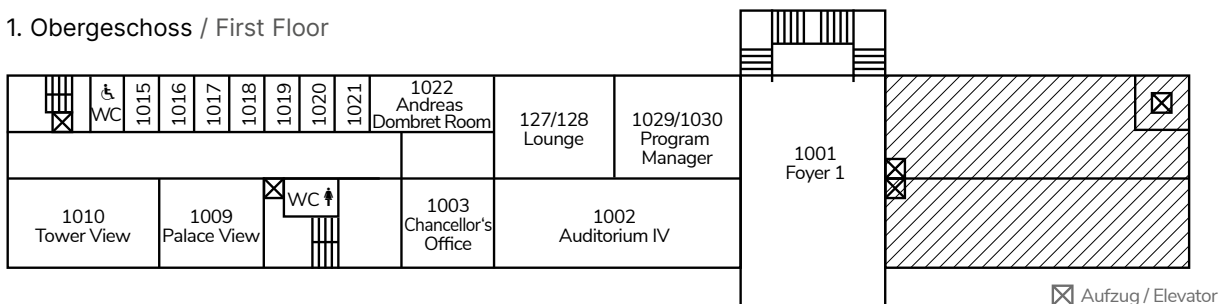 1. Obergeschoss / First Floor
WC
1015
1016
1017
1018
1019
1020
1021
1022
Andreas
Dombret Room
127/128
Lounge
1029/1030
Program
Manager
1001
Foyer 1
1010
Tower View
1009
Palace View
WC
1003
Chancellor‘s
Office
1002
Auditorium IV
Aufzug / Elevator